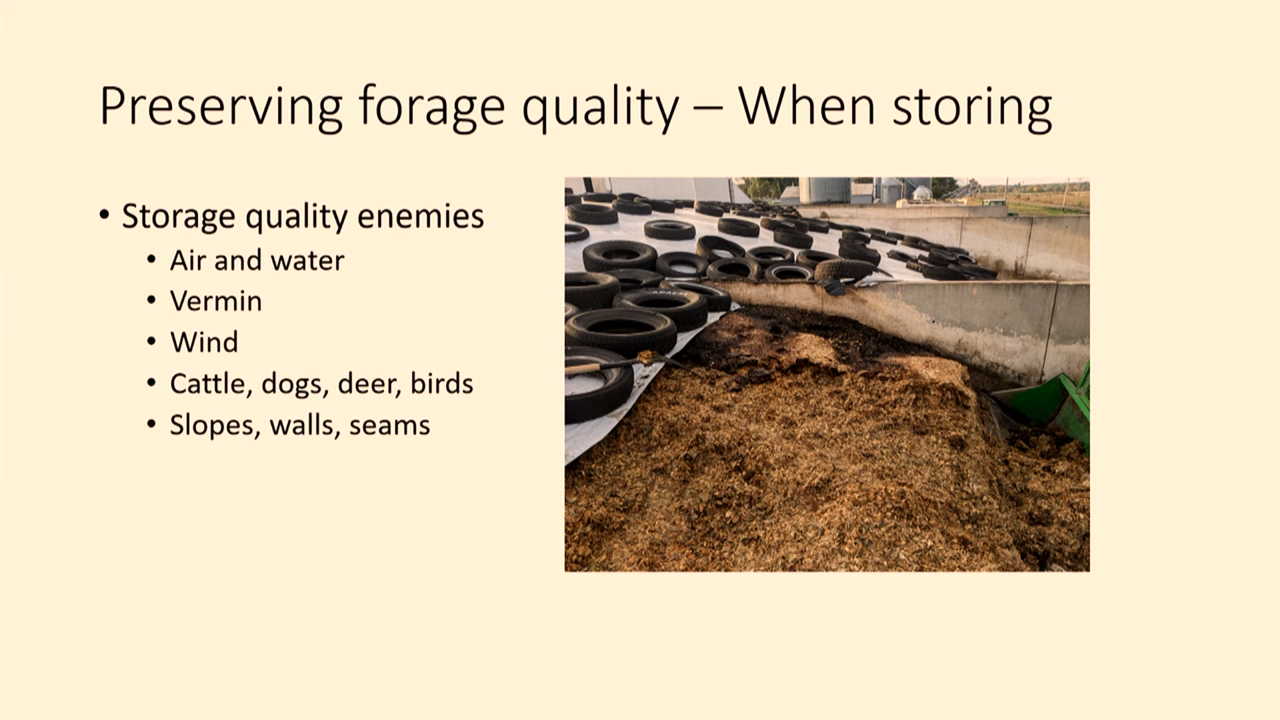 Preserving forage quality – When storing
• Storage quality enemies
• Air and water
• Vermin
• Wind
• Cattle, dogs, deer, birds
• Slopes, walls, seams